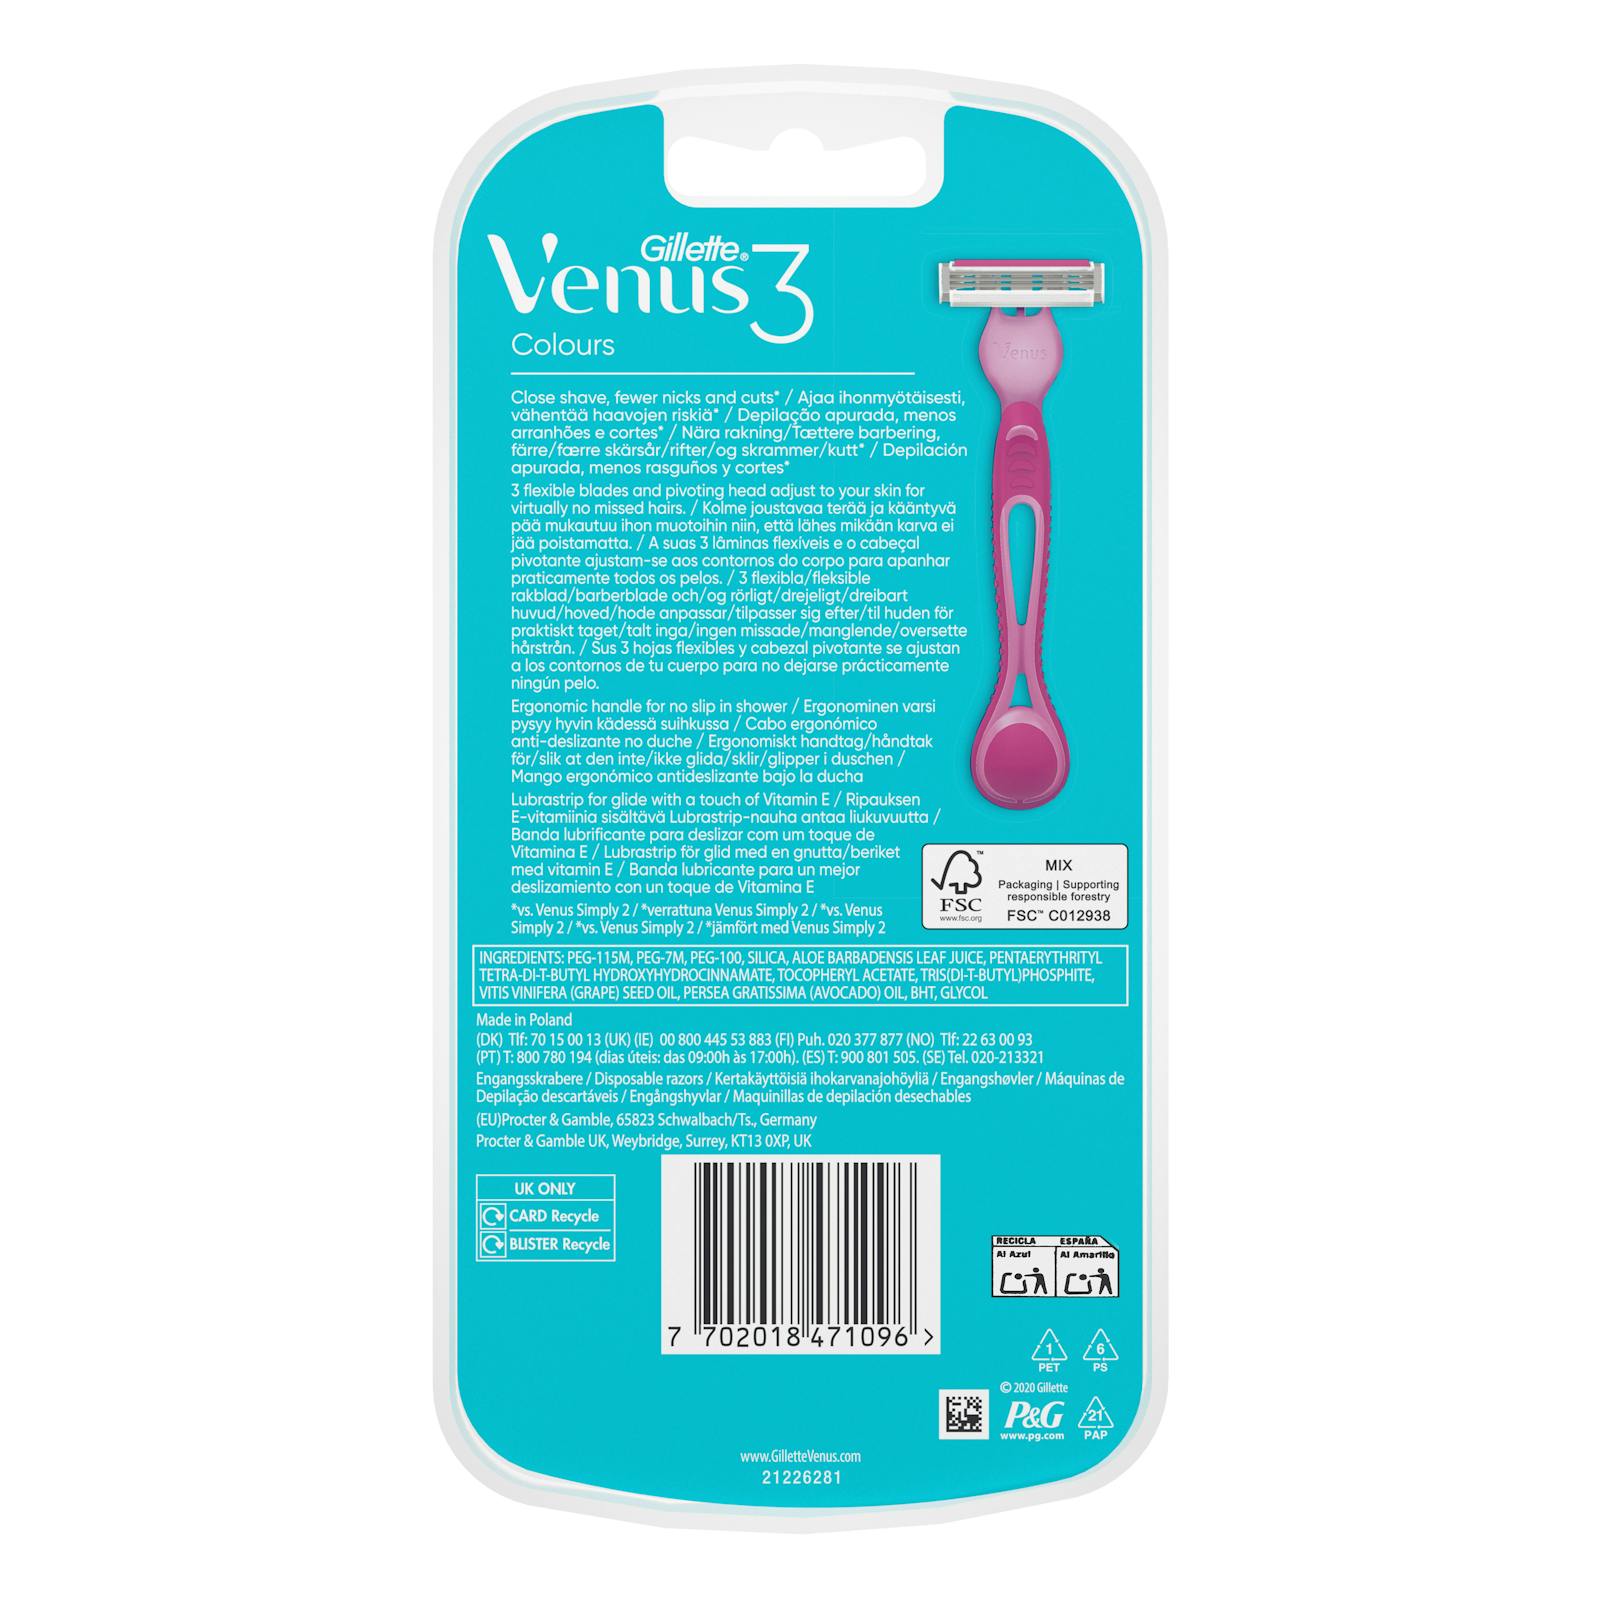 Gillette®
Venus 3
Colours
Venus
Close shave, fewer nicks and cuts* / Ajaa ihonmyötäisesti,
vähentää haavojen riskiä* / Depilação apurada, menos
arranhões e cortes* / Nära rakning/Tættere barbering,
färre/færre skärsår/rifter/og skrammer/kutt* / Depilación
apurada, menos rasguños y cortes*
3 flexible blades and pivoting head adjust to your skin for
virtually no missed hairs. / Kolme joustavaa terää ja kääntyvä
pää mukautuu ihon muotoihin niin, että lähes mikään karva ei
jää poistamatta. / A suas 3 lâminas flexíveis e o cabeçal
pivotante ajustam-se aos contornos do corpo para apanhar
praticamente todos os pelos. / 3 flexibla/fleksible
rakblad/barberblade och/og rörligt/drejeligt/dreibart
huvud/hoved/hode anpassar/tilpasser sig efter/til huden för
praktiskt taget/talt inga/ingen missade/manglende/oversette
hårstrån. / Sus 3 hojas flexibles y cabezal pivotante se ajustan
a los contornos de tu cuerpo para no dejarse prácticamente
ningún pelo.
Ergonomic handle for no slip in shower / Ergonominen varsi
pysyy hyvin kädessä suihkussa / Cabo ergonómico
anti-deslizante no duche / Ergonomiskt handtag/håndtak
för/slik at den inte/ikke glida/sklir/glipper i duschen /
Mango ergonómico antideslizante bajo la ducha
Lubrastrip for glide with a touch of Vitamin E / Ripauksen
E-vitamiinia sisältävä Lubrastrip-nauha antaa liukuvuutta /
Banda lubrificante para deslizar com um toque de
Vitamina E / Lubrastrip för glid med en gnutta/beriket
med vitamin E / Banda lubricante para un mejor
deslizamiento con un toque de Vitamina E
*vs. Venus Simply 2 / *verrattuna Venus Simply 2 / *vs. Venus
Simply 2 / *vs. Venus Simply 2 / *jämfört med Venus Simply 2
FSC
www.fsc.org
™
MIX
Packaging | Supporting
responsible forestry
FSC™ C012938
INGREDIENTS: PEG-115M, PEG-7M, PEG-100, SILICA, ALOE BARBADENSIS LEAF JUICE, PENTAERYTHRITYL
TETRA-DI-T-BUTYL HYDROXYHYDROCINNAMATE, TOCOPHERYL ACETATE, TRIS(DI-T-BUTYL)PHOSPHITE,
VITIS VINIFERA (GRAPE) SEED OIL, PERSEA GRATISSIMA (AVOCADO) OIL, BHT, GLYCOL
Made in Poland
(DK) Tlf: 70 15 00 13 (UK) (IE) 00 800 445 53 883 (FI) Puh. 020 377 877 (NO) Tlf: 22 63 00 93
(PT) T: 800 780 194 (dias úteis: das 09:00h às 17:00h). (ES) T: 900 801 505. (SE) Tel. 020-213321
Engangsskrabere / Disposable razors / Kertakäyttöisiä ihokarvanajohöyliä / Engangshøvler / Máquinas de
Depilação descartáveis / Engångshyvlar / Maquinillas de depilación desechables
(EU)Procter & Gamble, 65823 Schwalbach/Ts., Germany
Procter & Gamble UK, Weybridge, Surrey, KT13 0XP, UK
UK ONLY
CARD Recycle
BLISTER Recycle
7 702018 471096 >
RECICLA ESPAÑA
Al Azul Al Amarillo
1
PET
6
PS
© 2020 Gillette
P&G
www.pg.com
21
PAP
www.GilletteVenus.com
21226281